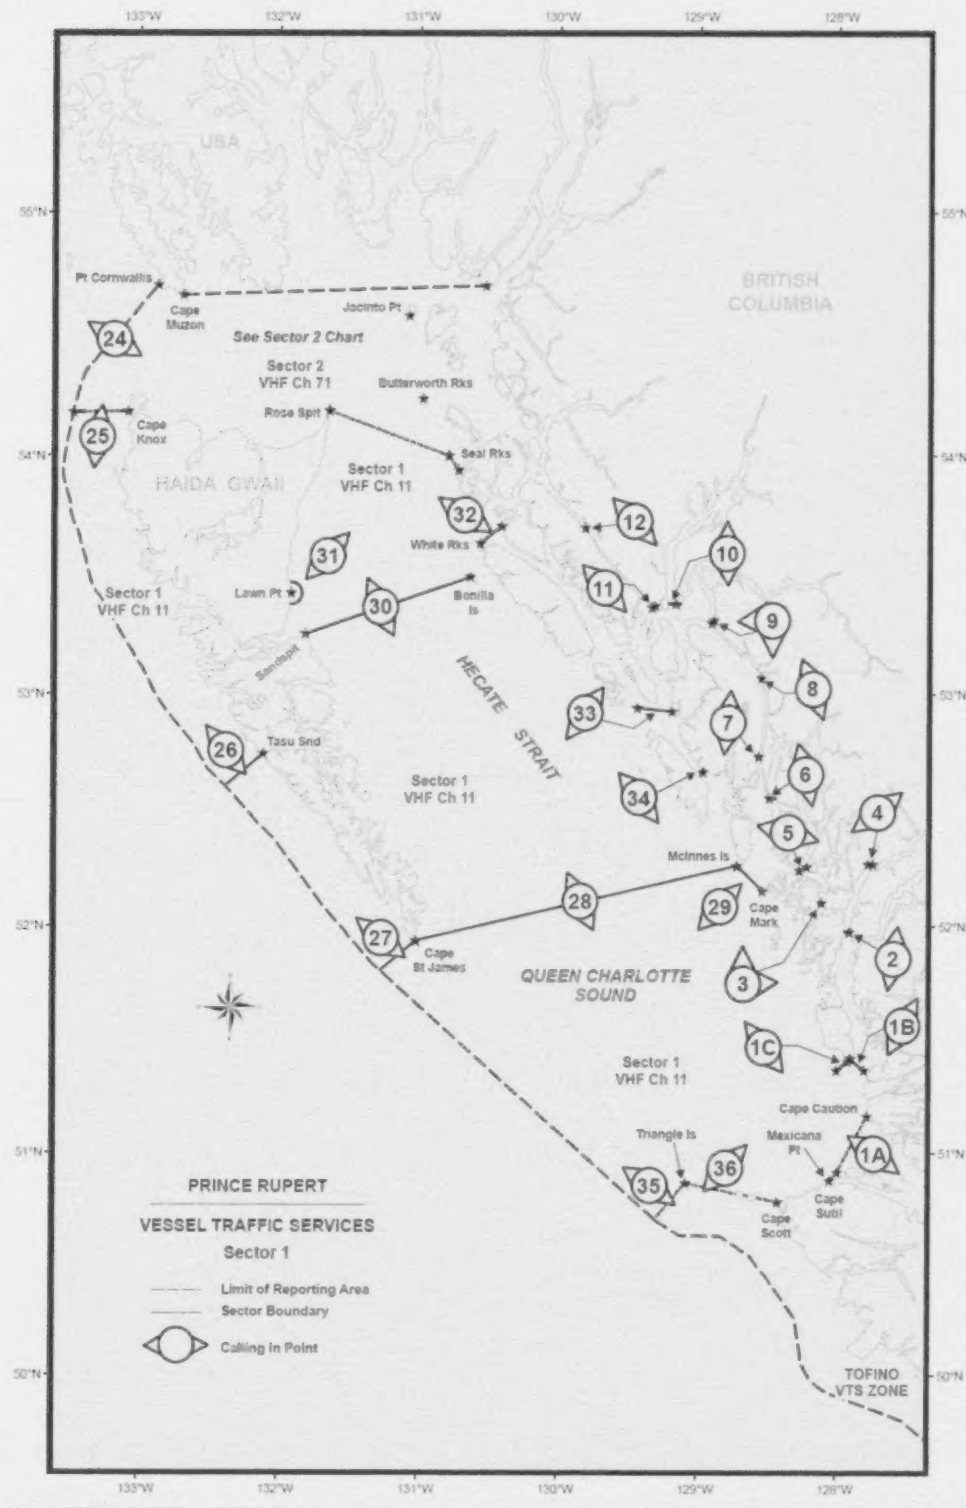 133°W 132°W 131°W 130°W 129°W 128°W
USA
55°N 55°N
Pt Cornwallis
BRITISH
COLUMBIA
Cape
Muzon
Jacinto Pt
24
See Sector 2 Chart
Sector 2
VHF Ch 71
Butterworth Rks
Rose Spit
Cape
Knox
25
54°N 54°N
Seal Rks
Sector 1
VHF Ch 11
HAIDA GWAII
32
12
White Rks
10
31
11
Sector 1
VHF Ch 11
Lawn Pt
30
Bonilla
Is
9
Sandspit
HECATE STRAIT
53°N 53°N
8
33
7
26
Tasu Snd
6
Sector 1
VHF Ch 11
34
4
5
McInnes Is
28
29
Cape
Mark
52°N 52°N
27
Cape
St James
2
QUEEN CHARLOTTE
SOUND
3
1B
1C
Sector 1
VHF Ch 11
Cape Caution
Triangle Is
Mexicana
Pt
51°N 51°N
1A
36
35
Cape
Sutil
Cape
Scott
PRINCE RUPERT
VESSEL TRAFFIC SERVICES
Sector 1
Limit of Reporting Area
Sector Boundary
Calling In Point
50°N 50°N
TOFINO
VTS ZONE
133°W 132°W 131°W 130°W 129°W 128°W